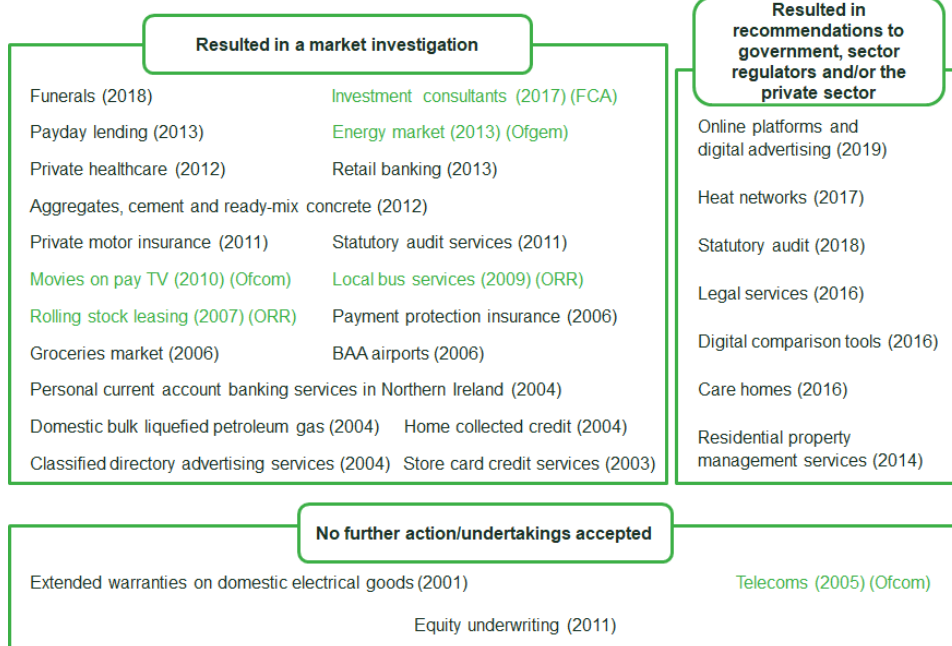 Resulted in a market investigation
Funerals (2018)
Investment consultants (2017) (FCA)
Payday lending (2013)
Energy market (2013) (Ofgem)
Private healthcare (2012)
Retail banking (2013)
Aggregates, cement and ready-mix concrete (2012)
Private motor insurance (2011)
Statutory audit services (2011)
Movies on pay TV (2010) (Ofcom)
Local bus services (2009) (ORR)
Rolling stock leasing (2007) (ORR)
Payment protection insurance (2006)
Groceries market (2006)
BAA airports (2006)
Personal current account banking services in Northern Ireland (2004)
Domestic bulk liquefied petroleum gas (2004)
Home collected credit (2004)
Classified directory advertising services (2004)
Store card credit services (2003)
Resulted in
recommendations to
government, sector
regulators and/or the
private sector
Online platforms and
digital advertising (2019)
Heat networks (2017)
Statutory audit (2018)
Legal services (2016)
Digital comparison tools (2016)
Care homes (2016)
Residential property
management services (2014)
No further action/undertakings accepted
Extended warranties on domestic electrical goods (2001)
Telecoms (2005) (Ofcom)
Equity underwriting (2011)